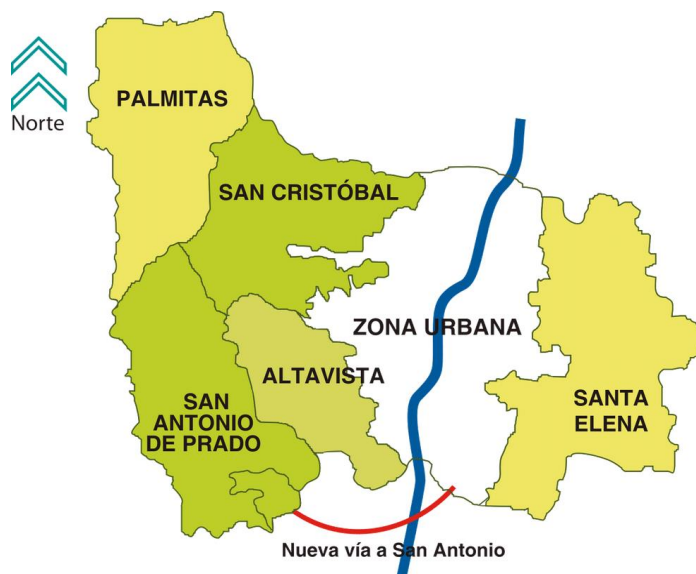 Norte
PALMITAS
SAN CRISTÓBAL
ZONA URBANA
ALTAVISTA
SAN
ANTONIO
DE PRADO
SANTA
ELENA
Nueva vía a San Antonio